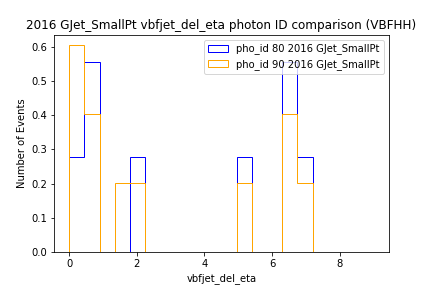 2016 GJet_SmallPt vbfjet_del_eta photon ID comparison (VBFHH)
pho_id 80 2016 GJet_SmallPt
pho_id 90 2016 GJet_SmallPt
Number of Events
0.6
0.5
0.4
0.3
0.2
0.1
0.0
0 2 4 6 8
vbfjet_del_eta